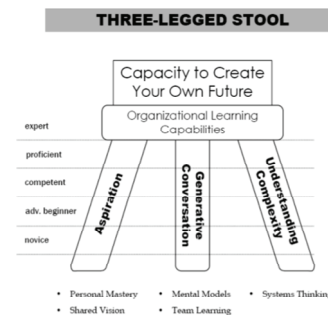 THREE-LEGGED STOOL
Capacity to Create
Your Own Future
Organizational Learning
Capabilities
expert
proficient
competent
adv. beginner
novice
Aspiration
Generative
Conversation
Understanding
Complexity
• Personal Mastery
• Shared Vision
• Mental Models
• Team Learning
• Systems Thinkin